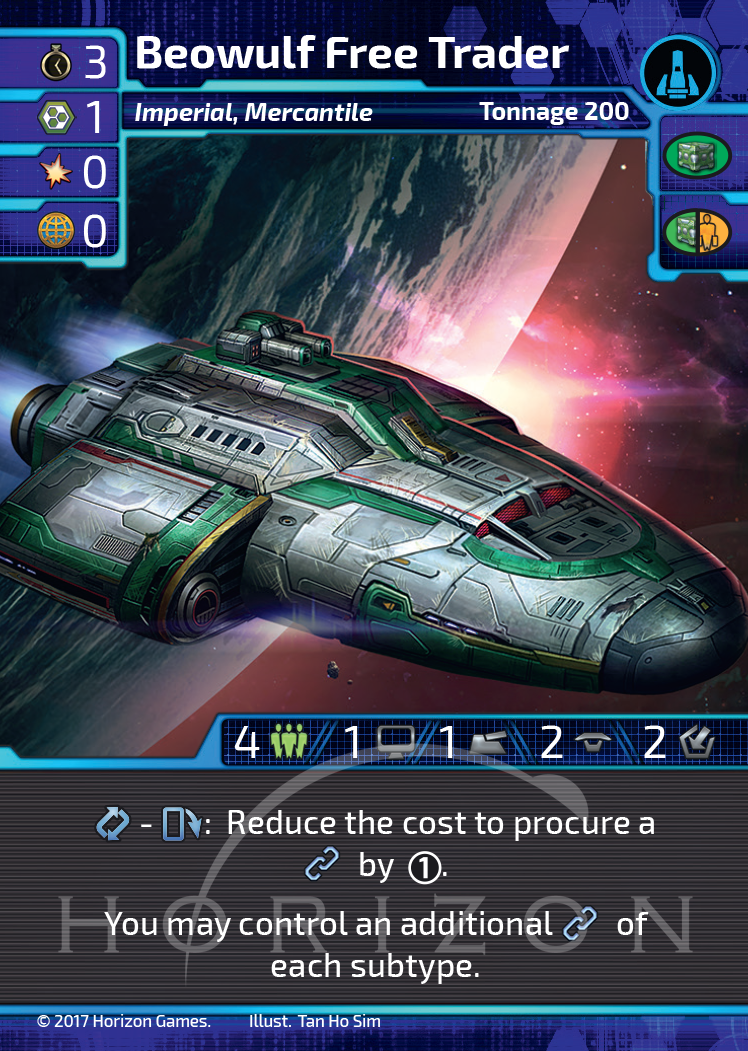 Beowulf Free Trader
3
Imperial, Mercantile Tonnage 200
1
0
0
4 1 1 2 2
- : Reduce the cost to procure a
by 1.
You may control an additional of
each subtype.
HORIZON
© 2017 Horizon Games. Illust. Tan Ho Sim